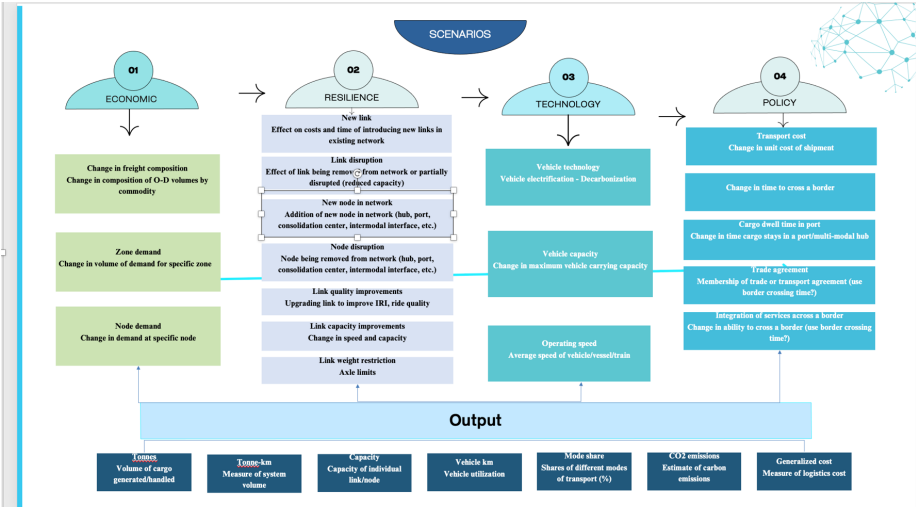 SCENARIOS
01
ECONOMIC
02
RESILIENCE
03
TECHNOLOGY
04
POLICY
Change in freight composition
Change in composition of O-D volumes by
commodity
Zone demand
Change in volume of demand for specific zone
Node demand
Change in demand at specific node
New link
Effect on costs and time of introducing new links in
existing network
Link disruption
Effect of link being removed from network or partially
disrupted (reduced capacity)
New node in network
Addition of new node in network (hub, port,
consolidation center, intermodal interface, etc.)
Node disruption
Node being removed from network (hub, port,
consolidation center, intermodal interface, etc.)
Link quality improvements
Upgrading link to improve IRI, ride quality
Link capacity improvements
Change in speed and capacity
Link weight restriction
Axle limits
Vehicle technology
Vehicle electrification - Decarbonization
Vehicle capacity
Change in maximum vehicle carrying capacity
Operating speed
Average speed of vehicle/vessel/train
Transport cost
Change in unit cost of shipment
Change in time to cross a border
Cargo dwell time in port
Change in time cargo stays in a port/multi-modal hub
Trade agreement
Membership of trade or transport agreement (use
border crossing time?)
Integration of services across a border
Change in ability to cross a border (use border crossing
time?)
Output
Tonnes
Volume of cargo
generated/handled
Tonne-km
Measure of system
volume
Capacity
Capacity of individual
link/node
Vehicle km
Vehicle utilization
Mode share
Shares of different modes
of transport (%)
CO2 emissions
Estimate of carbon
emissions
Generalized cost
Measure of logistics cost